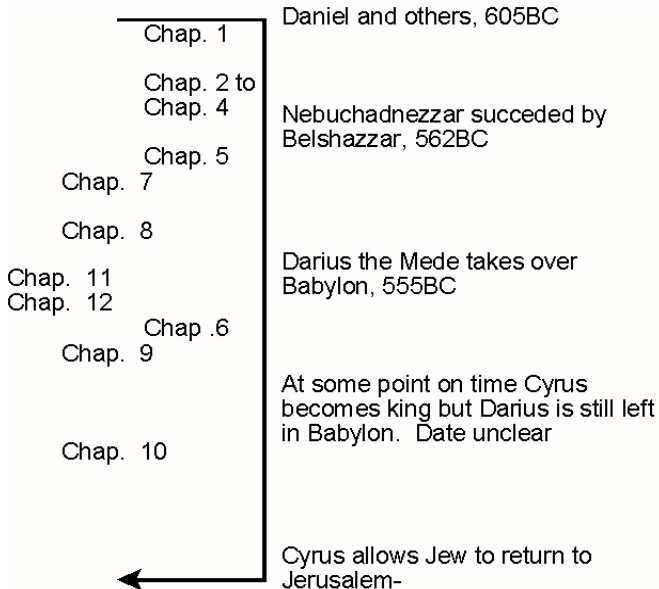 Daniel and others, 605BC
Chap. 1
Chap. 2 to
Chap. 4
Nebuchadnezzar succeded by
Belshazzar, 562BC
Chap. 5
Chap. 7
Chap. 8
Darius the Mede takes over
Babylon, 555BC
Chap. 11
Chap. 12
Chap .6
Chap. 9
At some point on time Cyrus
becomes king but Darius is still left
in Babylon. Date unclear
Chap. 10
Cyrus allows Jew to return to
Jerusalem-